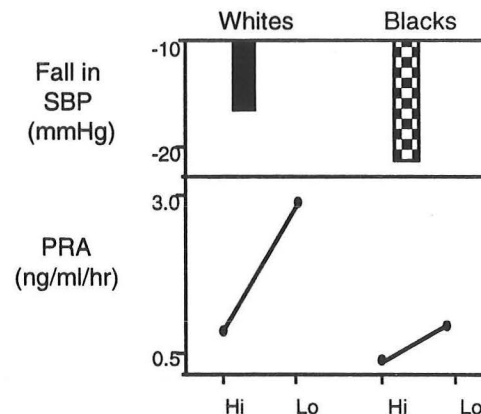 Whites Blacks
-10
Fall in
SBP
(mmHg)
-20
3.0
PRA
(ng/ml/hr)
0.5
Hi Lo Hi Lo